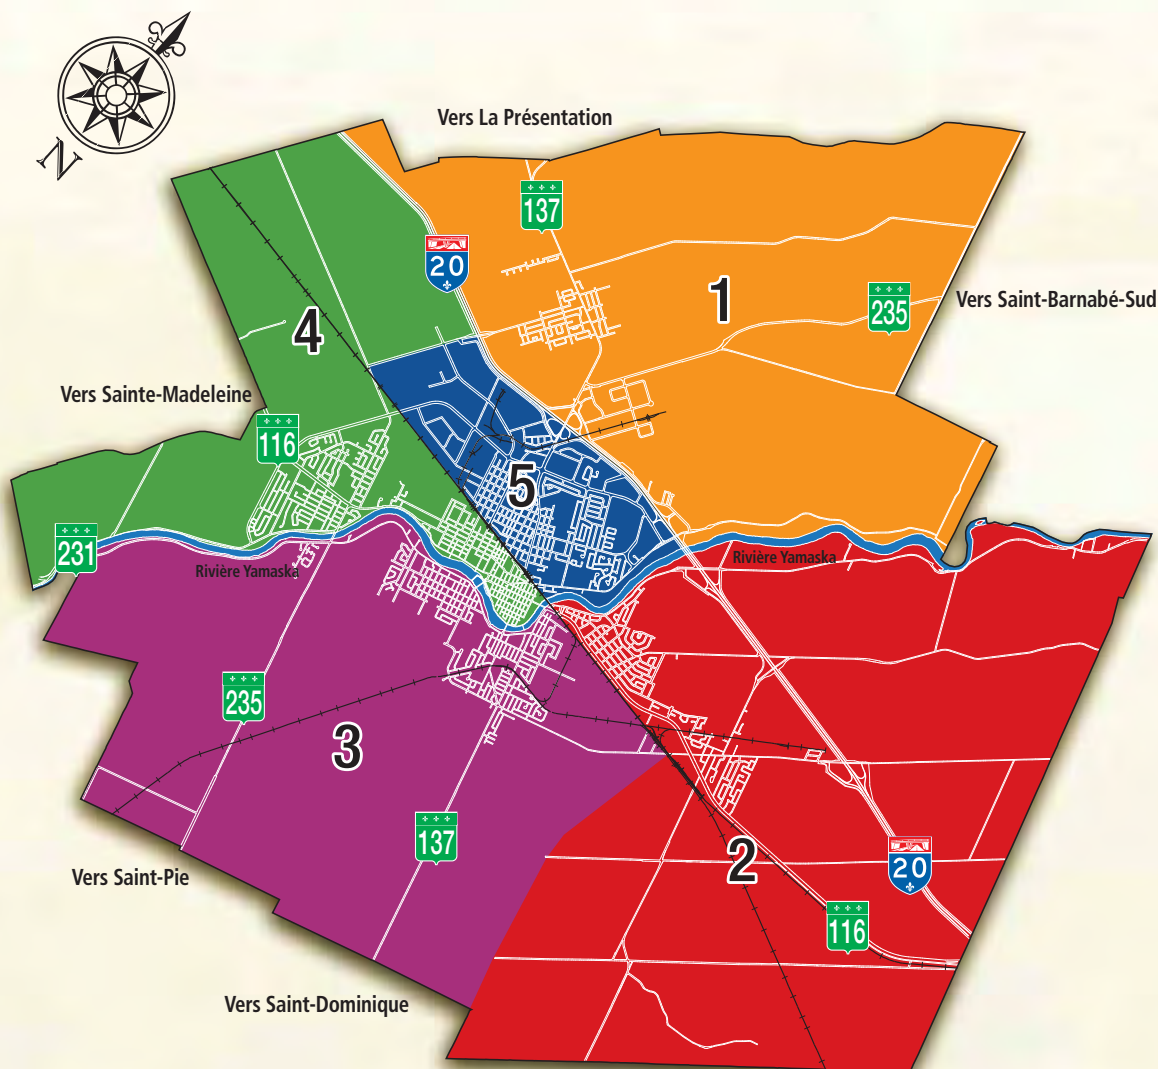 Vers La Présentation
N
137
20
1
4
235
Vers Saint-Barnabé-Sud
Vers Sainte-Madeleine
116
5
231
Rivière Yamaska
Rivière Yamaska
235
3
137
2
20
Vers Saint-Pie
116
Vers Saint-Dominique